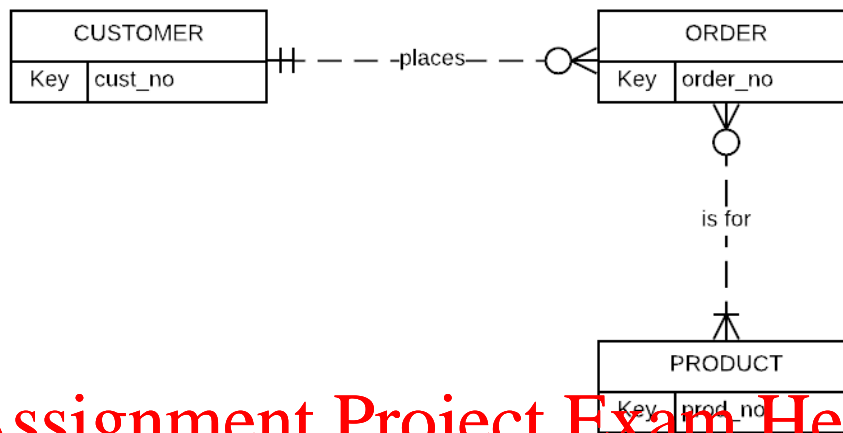 CUSTOMER
Key cust_no
places
ORDER
Key order_no
is for
PRODUCT
Key prod_no
Assignment Project Exam He